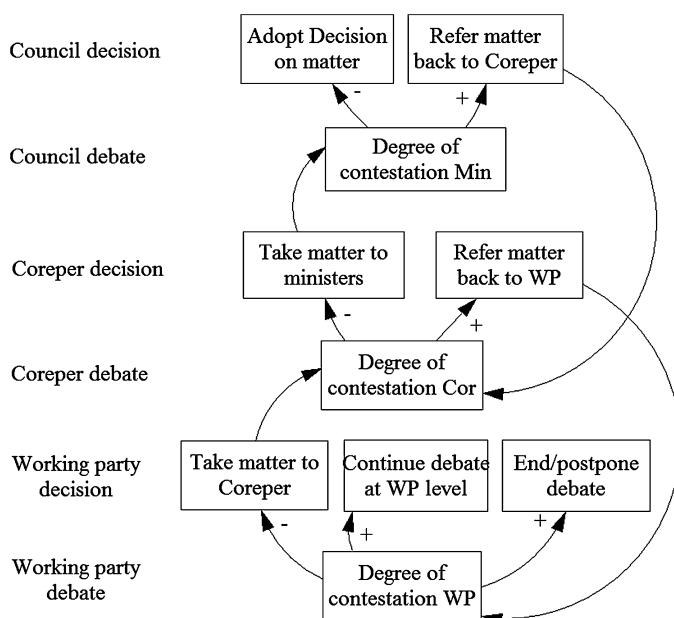 Council decision
Adopt Decision
on matter
Refer matter
back to Coreper
-
+
Council debate
Degree of
contestation Min
Coreper decision
Take matter to
ministers
Refer matter
back to WP
-
+
Coreper debate
Degree of
contestation Cor
Working party
decision
Take matter to
Coreper
Continue debate
at WP level
End/postpone
debate
-
+
+
Working party
debate
Degree of
contestation WP